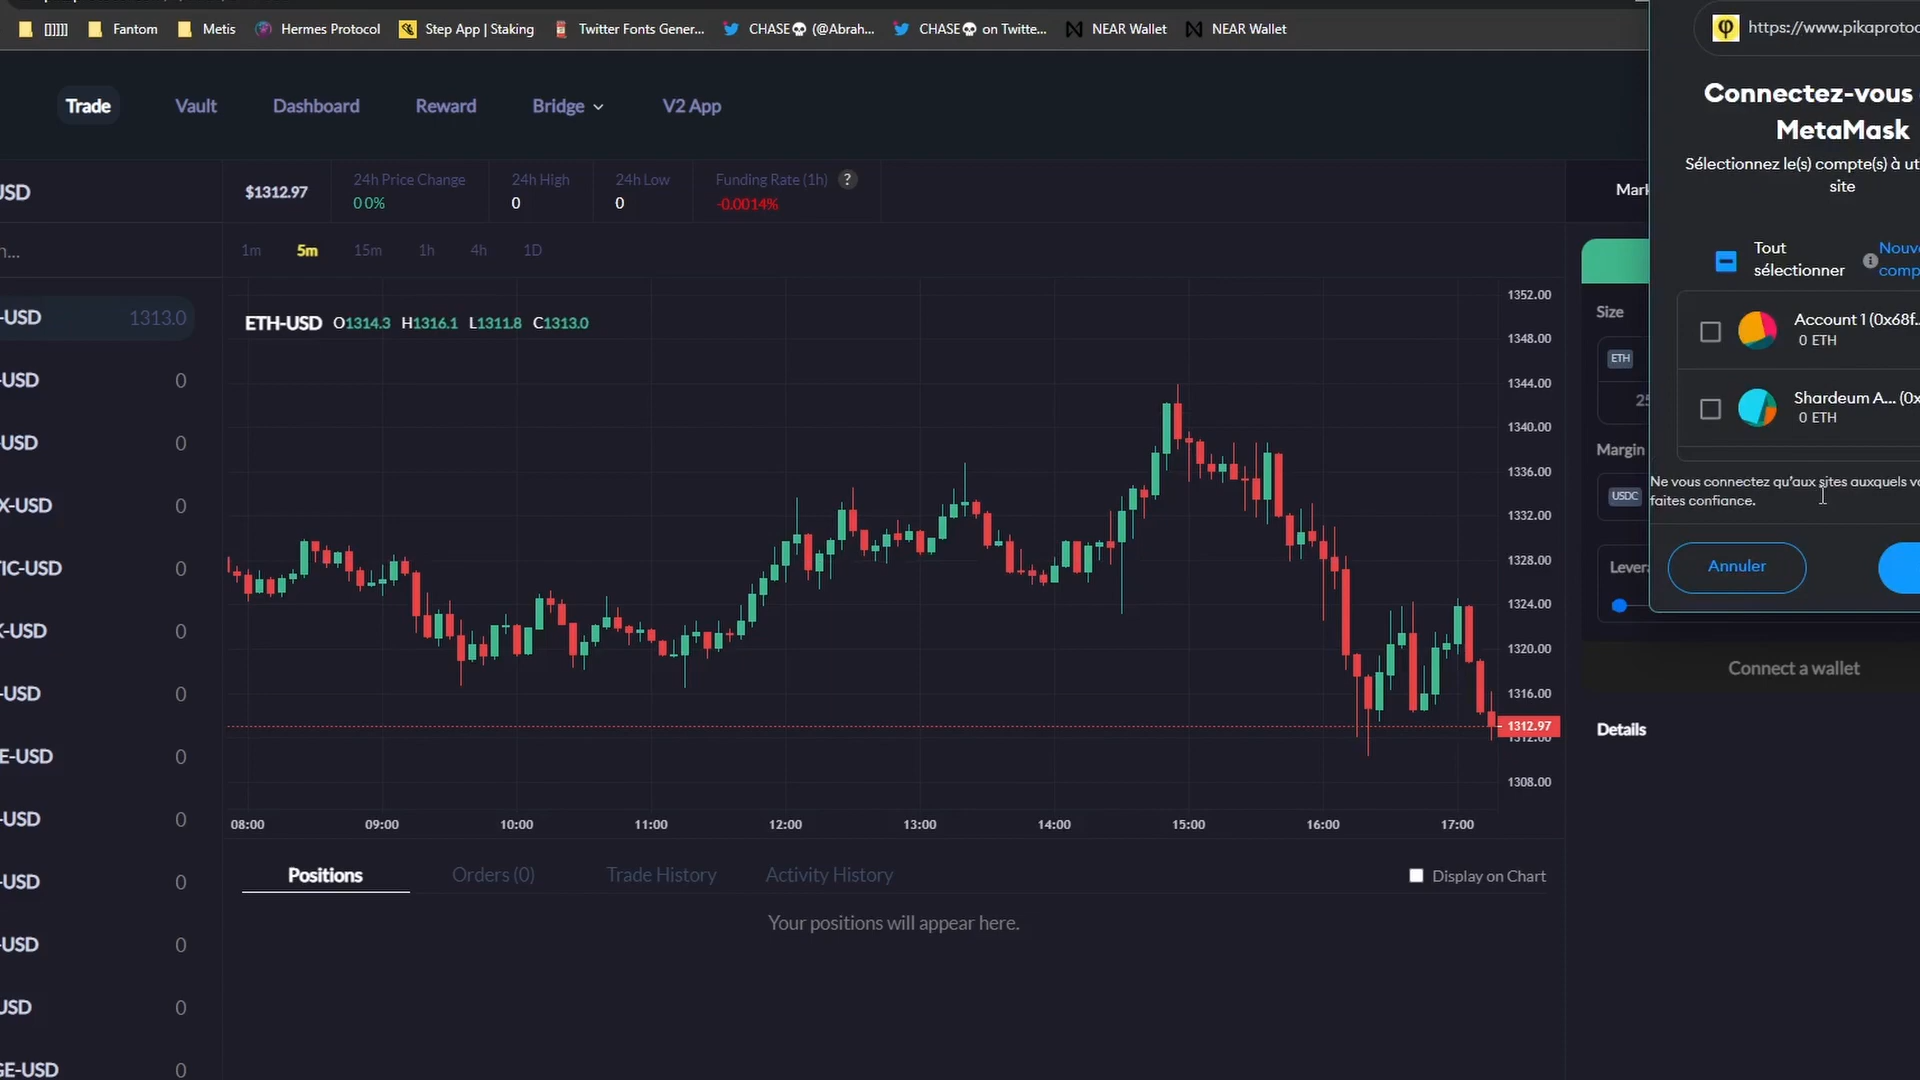 Fantom
Metis
Hermes Protocol
Step App | Staking
Twitter Fonts Gener...
CHASE💀 (@Abrah...
CHASE💀 on Twitte...
NEAR Wallet
NEAR Wallet
https://www.pikaprotoc
Trade
Vault
Dashboard
Reward
Bridge
V2 App
Connectez-vous
MetaMask
Sélectionnez le(s) compte(s) à ut
site
USD
$1312.97
24h Price Change
0 0%
24h High
0
24h Low
0
Funding Rate (1h) ?
-0.0014%
Mark
1m
5m
15m
1h
4h
1D
Tout
sélectionner
Nouv
comp
Account 1 (0x68f...
0 ETH
Shardeum A... (0x
0 ETH
Ne vous connectez qu'aux sites auxquels vo
faites confiance.
Annuler
-USD 1313.0
-USD 0
-USD 0
X-USD 0
TIC-USD 0
K-USD 0
-USD 0
E-USD 0
-USD 0
-USD 0
-USD 0
USD 0
GE-USD 0
ETH-USD O1314.3 H1316.1 L1311.8 C1313.0
1352.00
1348.00
1344.00
1340.00
1336.00
1332.00
1328.00
1324.00
1320.00
1316.00
1312.97
1312.00
1308.00
08:00
09:00
10:00
11:00
12:00
13:00
14:00
15:00
16:00
17:00
Size
ETH
25
Margin
USDC
Levera
Connect a wallet
Details
Positions
Orders (0)
Trade History
Activity History
Display on Chart
Your positions will appear here.